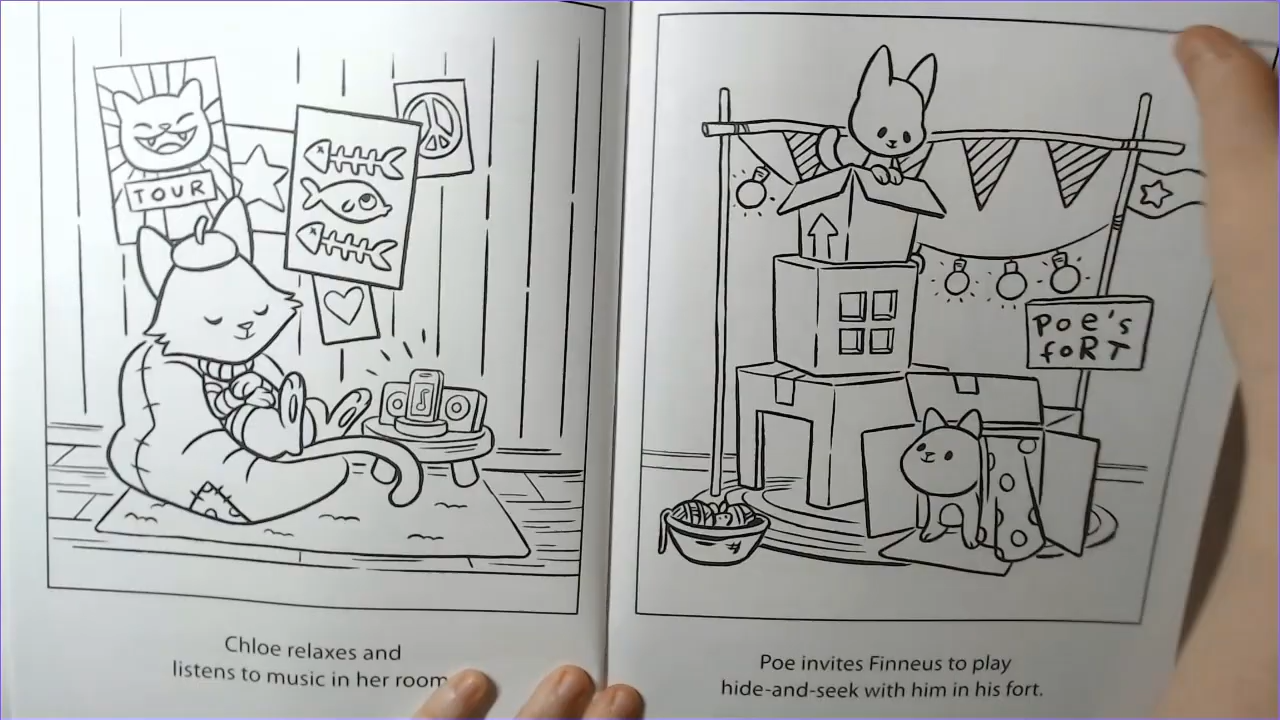 TOUR
Chloe relaxes and
listens to music in her room
Poe's
foRT
Poe invites Finneus to play
hide-and-seek with him in his fort.